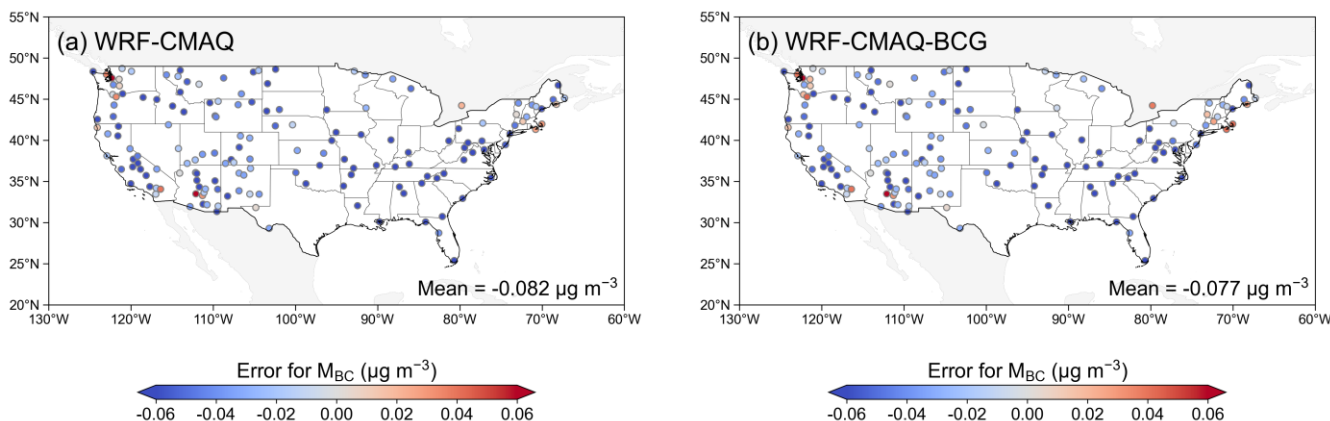 (a) WRF-CMAQ
55°N
50°N
45°N
40°N
35°N
30°N
25°N
20°N
Mean = -0.082 µg m⁻³
130°W 120°W 110°W 100°W 90°W 80°W 70°W 60°W
Error for M_BC (µg m⁻³)
-0.06 -0.04 -0.02 0.00 0.02 0.04 0.06
(b) WRF-CMAQ-BCG
55°N
50°N
45°N
40°N
35°N
30°N
25°N
20°N
Mean = -0.077 µg m⁻³
130°W 120°W 110°W 100°W 90°W 80°W 70°W 60°W
Error for M_BC (µg m⁻³)
-0.06 -0.04 -0.02 0.00 0.02 0.04 0.06